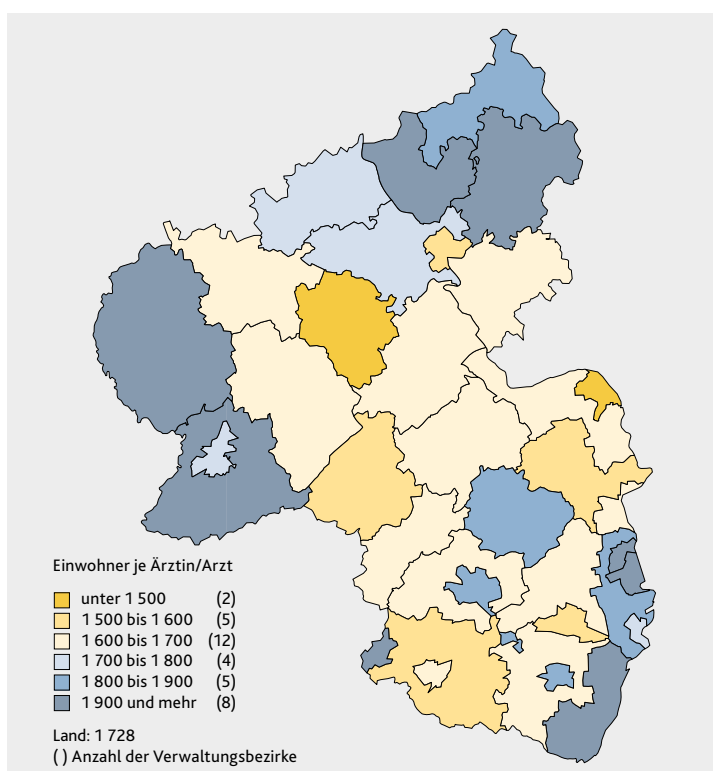 Einwohner je Ärztin/Arzt
unter 1 500 (2)
1 500 bis 1 600 (5)
1 600 bis 1 700 (12)
1 700 bis 1 800 (4)
1 800 bis 1 900 (5)
1 900 und mehr (8)
Land: 1 728
( ) Anzahl der Verwaltungsbezirke